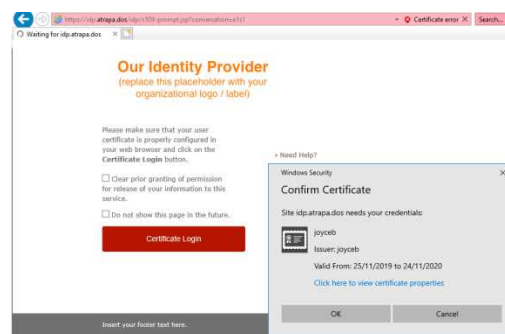 https://idp.atrapa.dos/idp/x509-prompt.jsp?conversation=e1s1
Certificate error
Search...
Waiting for idp.atrapa.dos
Our Identity Provider
(replace this placeholder with your
organizational logo / label)
Please make sure that your user
certificate is properly configured in
your web browser and click on the
Certificate Login button.
> Need Help?
Clear prior granting of permission
for release of your information to this
service.
Do not show this page in the future.
Certificate Login
Windows Security
Confirm Certificate
Site idp.atrapa.dos needs your credentials:
joyceb
Issuer: joyceb
Valid From: 25/11/2019 to 24/11/2020
Click here to view certificate properties
OK
Cancel
Insert your footer text here.